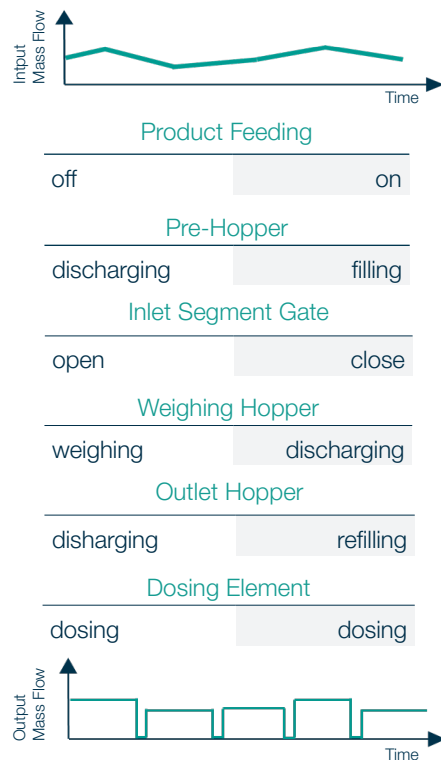 Intput
Mass Flow
Time
Product Feeding
off on
Pre-Hopper
discharging filling
Inlet Segment Gate
open close
Weighing Hopper
weighing discharging
Outlet Hopper
disharging refilling
Dosing Element
dosing dosing
Output
Mass Flow
Time